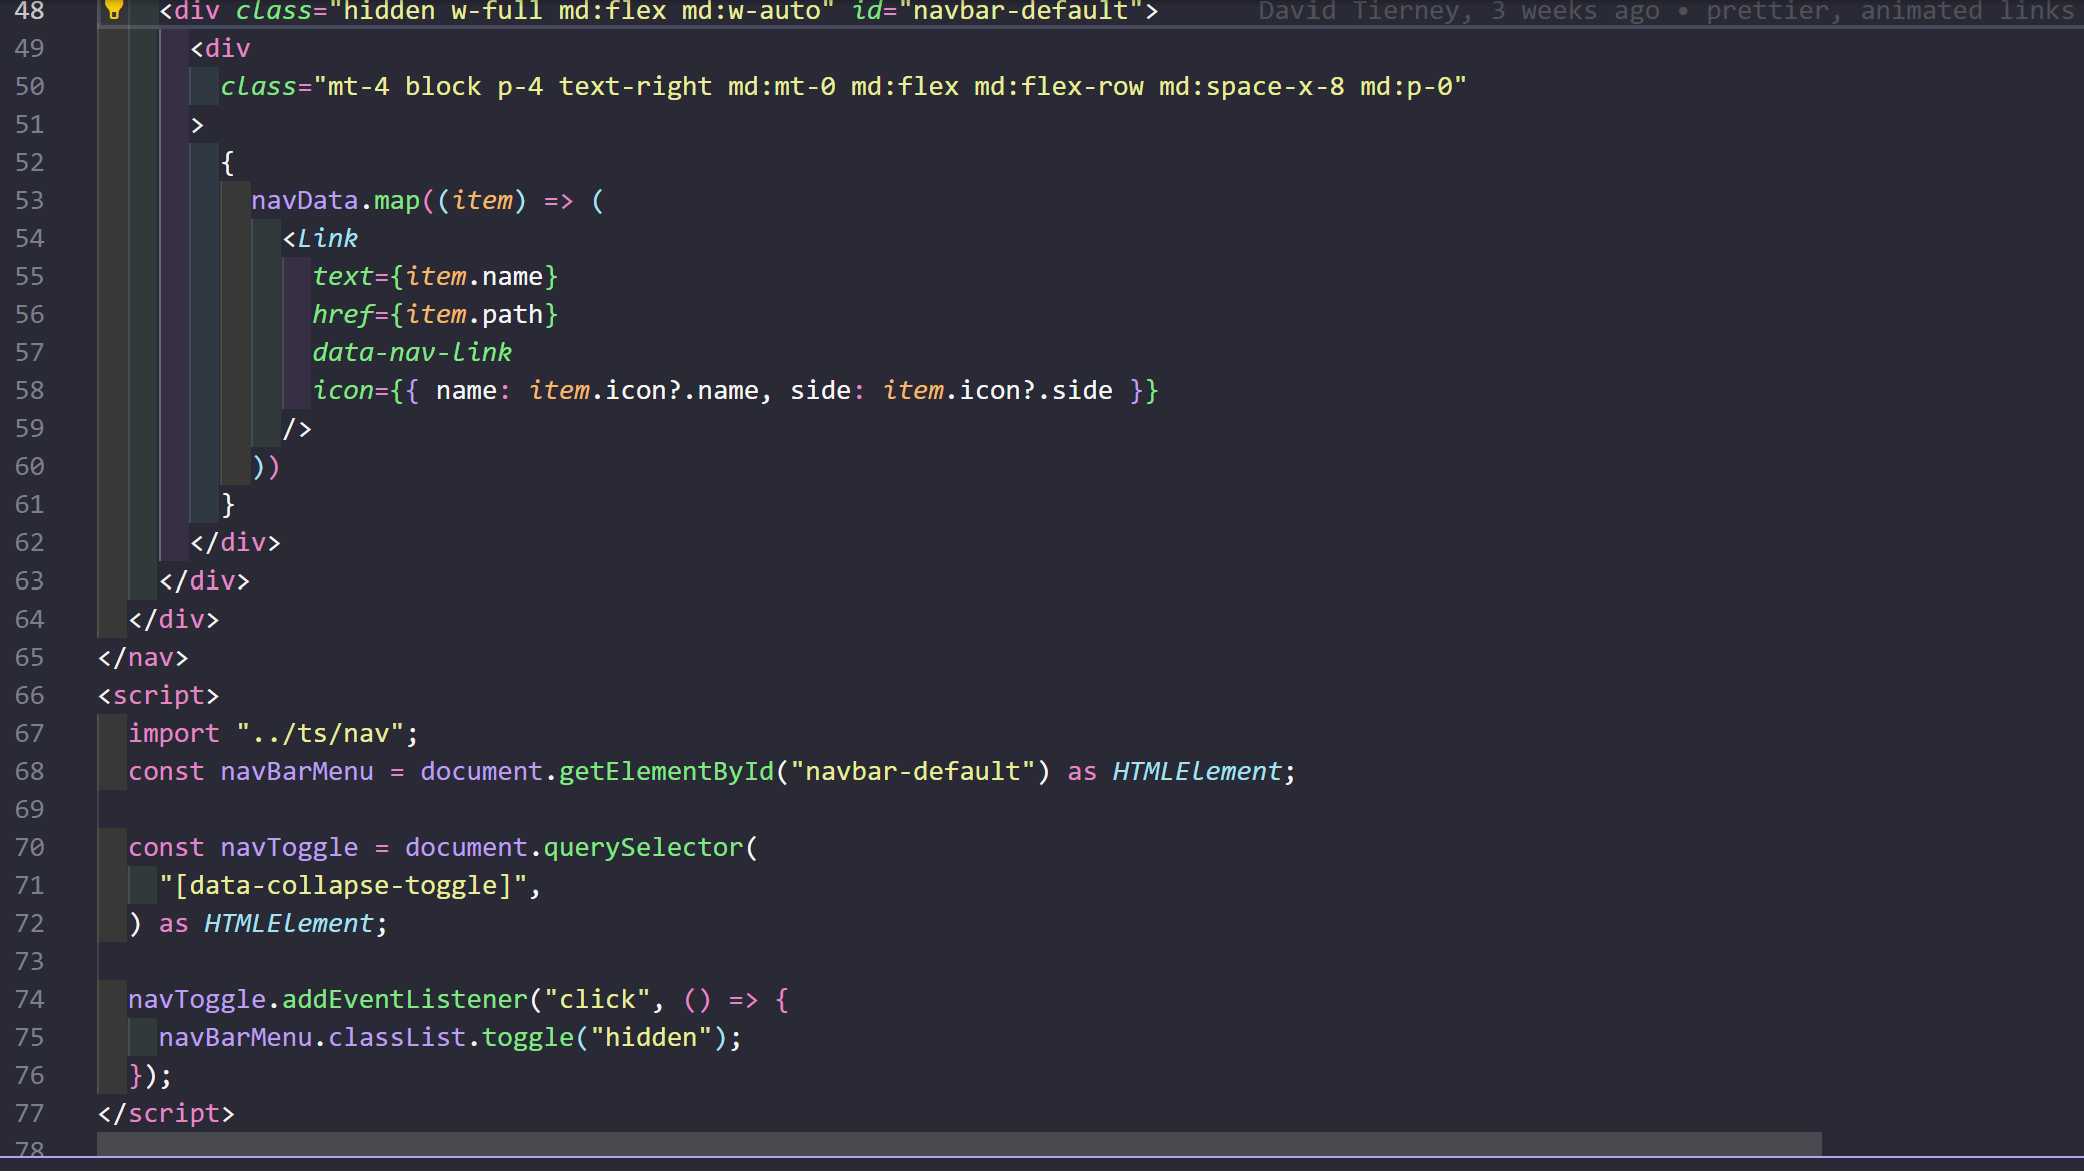 48 <div class="hidden w-full md:flex md:w-auto" id="navbar-default"> David Tierney, 3 weeks ago • prettier, animated links
49 <div
50 class="mt-4 block p-4 text-right md:mt-0 md:flex md:flex-row md:space-x-8 md:p-0"
51 >
52 {
53 navData.map((item) => (
54 <Link
55 text={item.name}
56 href={item.path}
57 data-nav-link
58 icon={{ name: item.icon?.name, side: item.icon?.side }}
59 />
60 ))
61 }
62 </div>
63 </div>
64 </div>
65 </nav>
66 <script>
67 import "../ts/nav";
68 const navBarMenu = document.getElementById("navbar-default") as HTMLElement;
69
70 const navToggle = document.querySelector(
71 "[data-collapse-toggle]",
72 ) as HTMLElement;
73
74 navToggle.addEventListener("click", () => {
75 navBarMenu.classList.toggle("hidden");
76 });
77 </script>
78